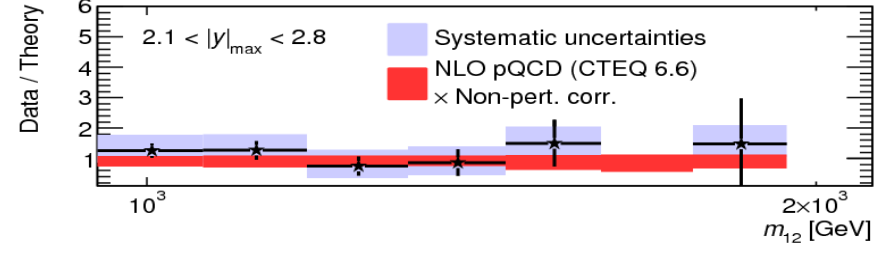 Data / Theory
6
5
4
3
2
1
2.1 < |y|max < 2.8
Systematic uncertainties
NLO pQCD (CTEQ 6.6)
× Non-pert. corr.
10³
2×10³
m₁₂ [GeV]